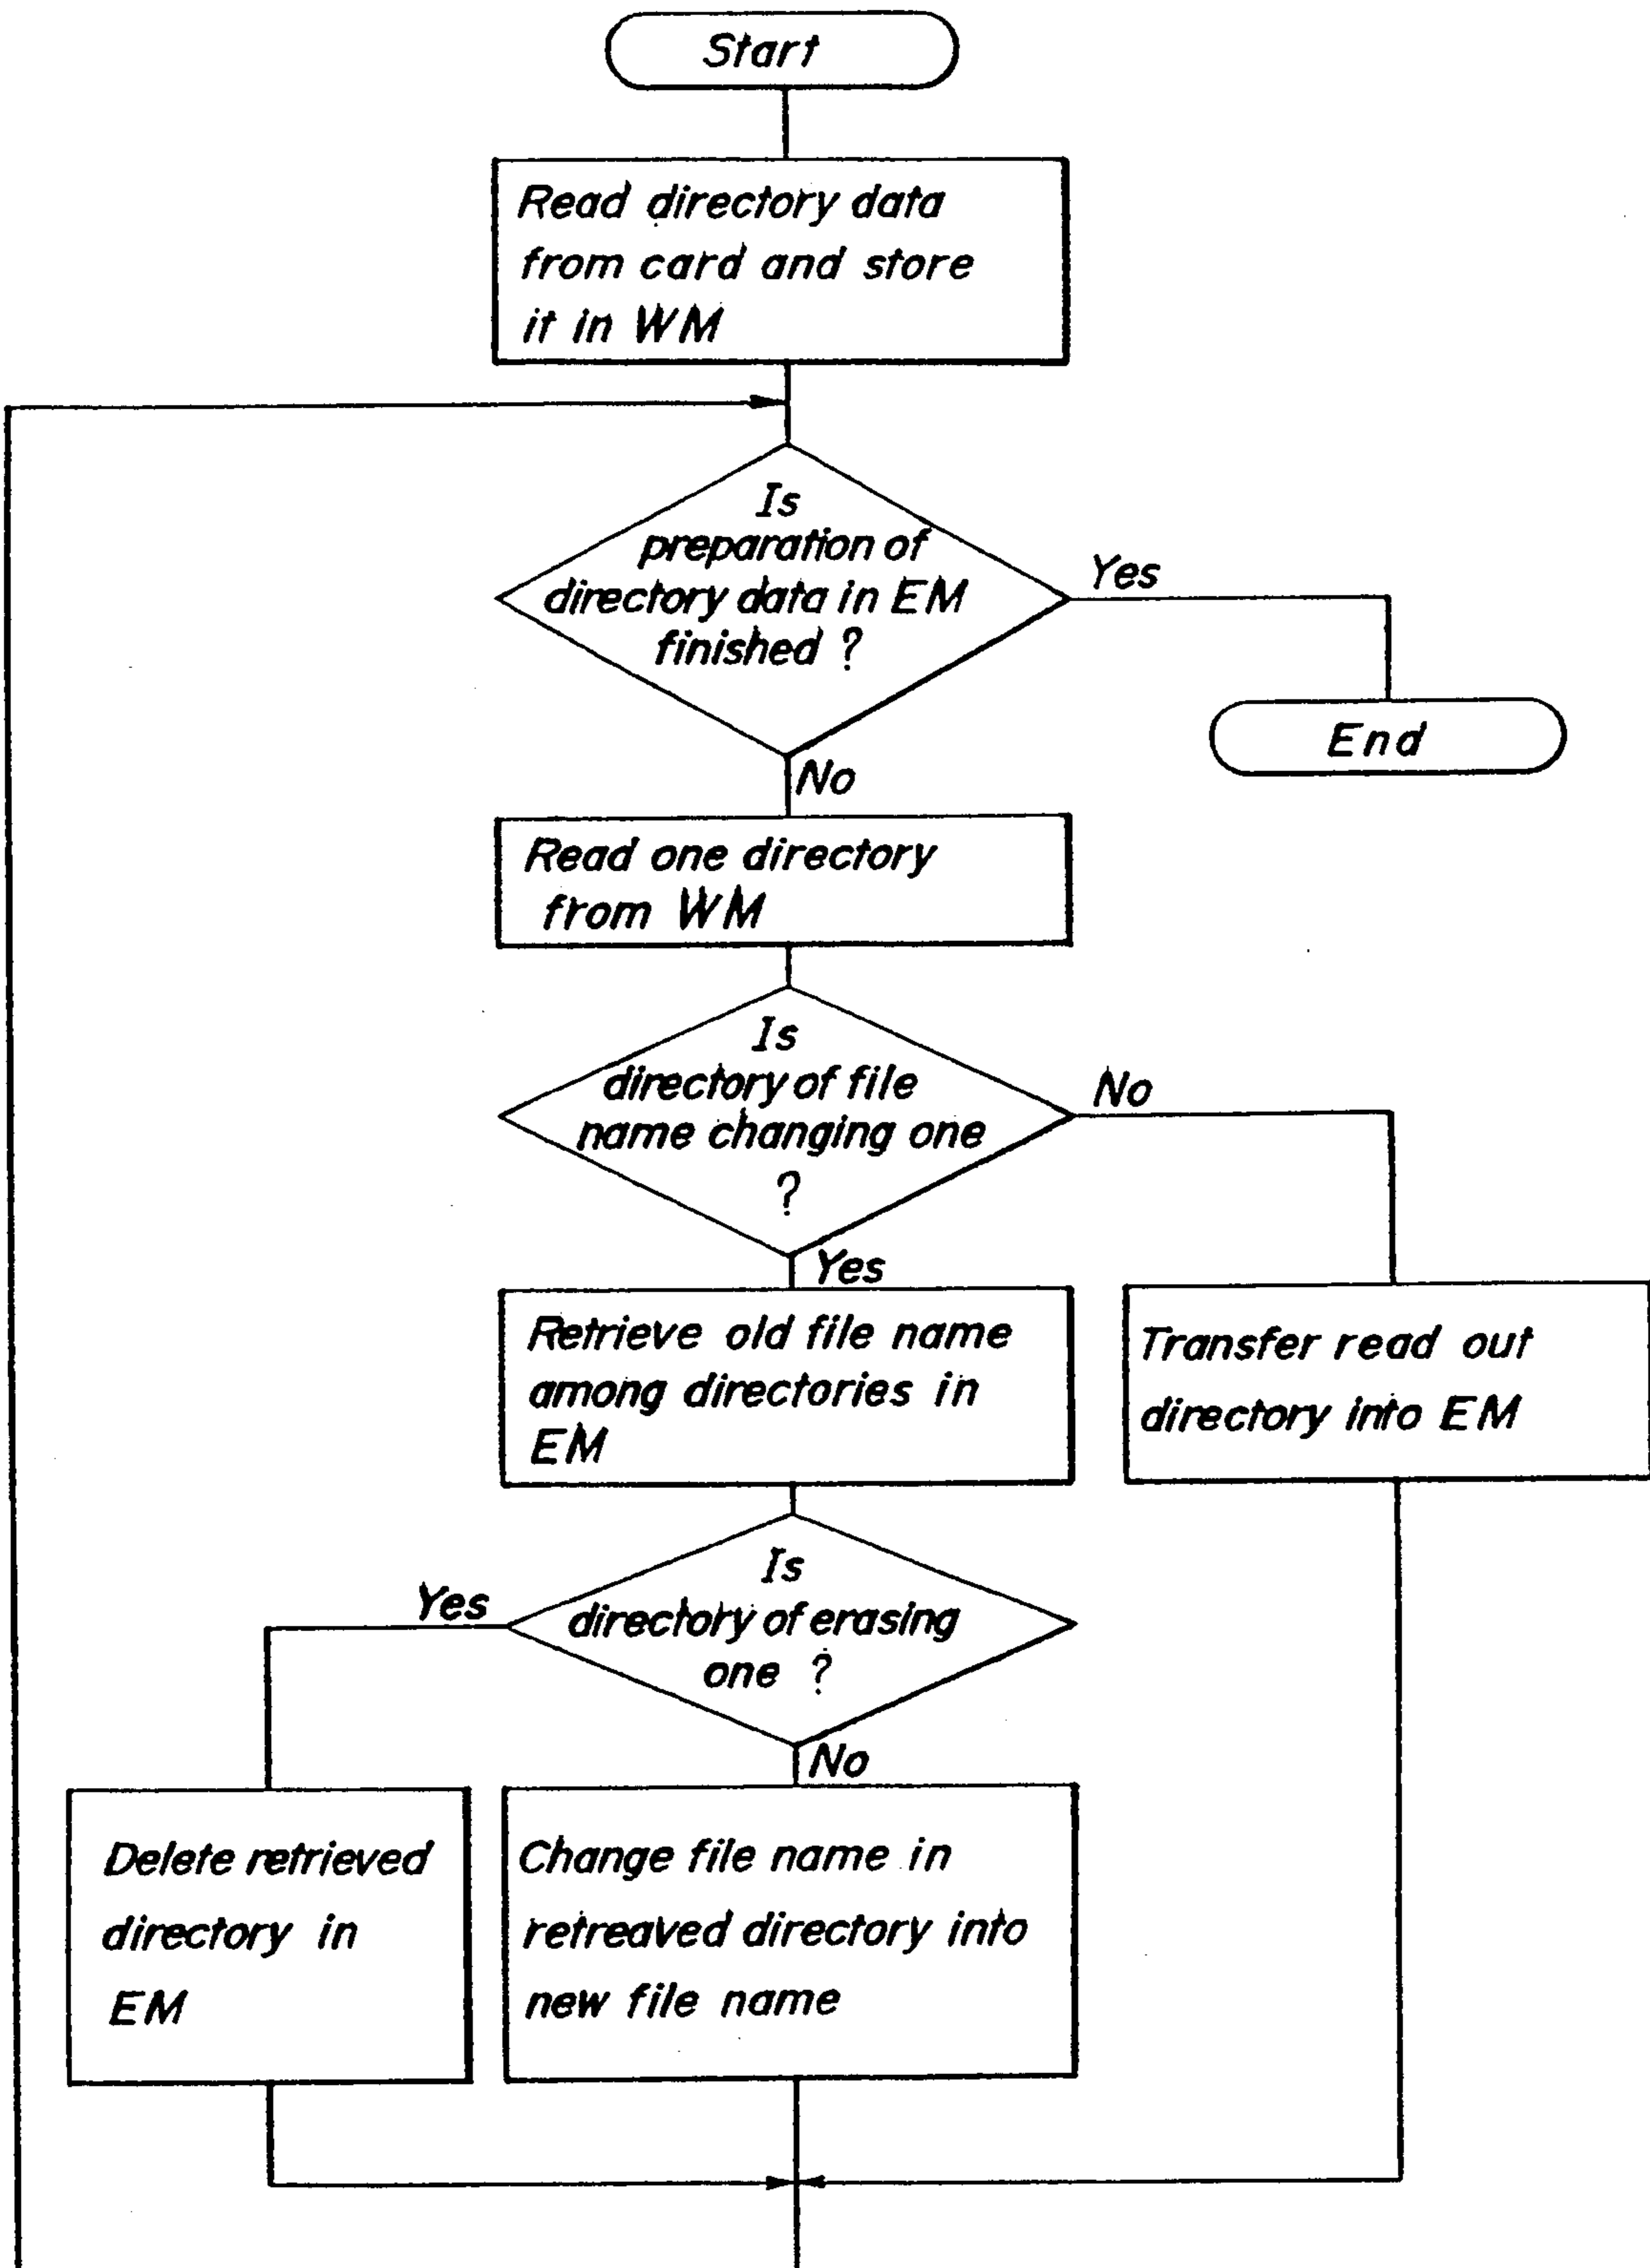 Start
Read directory data
from card and store
it in WM
Is
preparation of
directory data in EM
finished ?
Yes
End
No
Read one directory
from WM
Is
directory of file
name changing one
?
No
Yes
Retrieve old file name
among directories in
EM
Transfer read out
directory into EM
Is
directory of erasing
one ?
Yes
No
Delete retrieved
directory in
EM
Change file name in
retreaved directory into
new file name